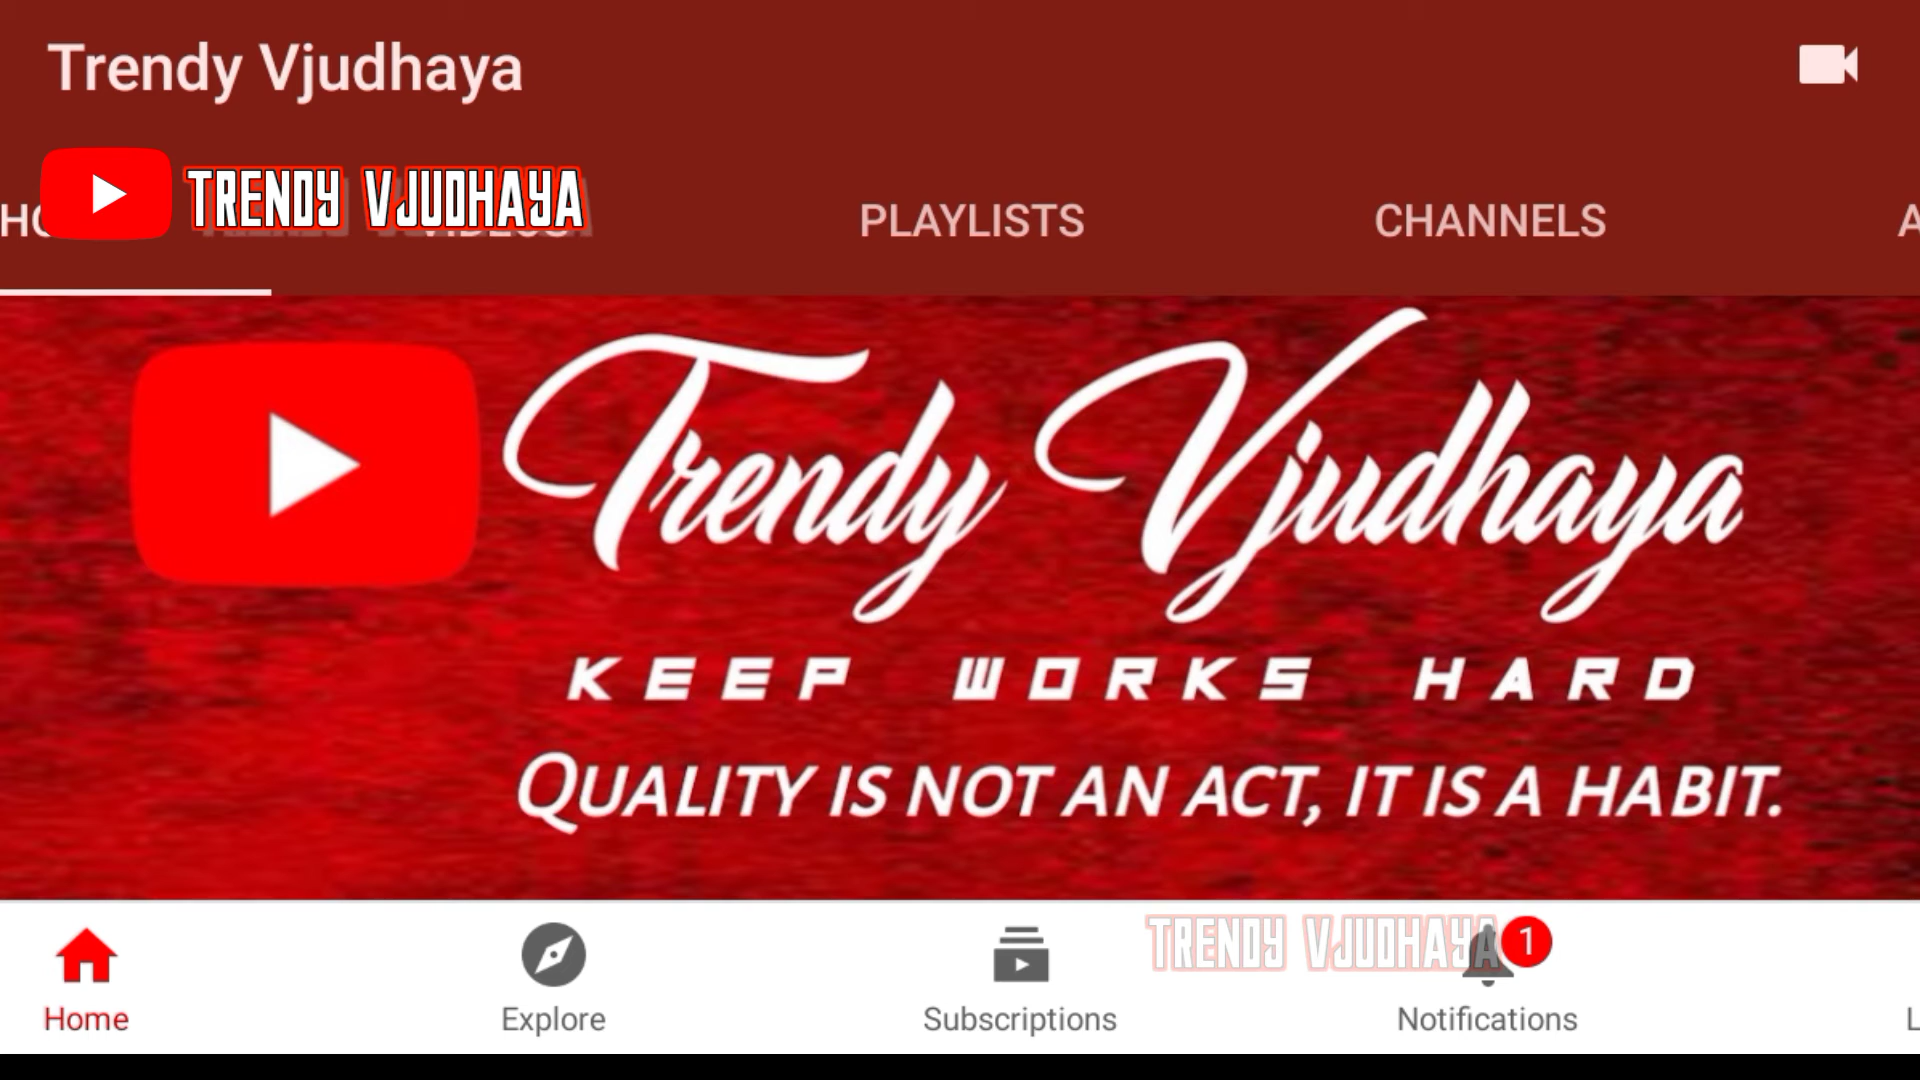 Trendy Vjudhaya
TRENDY VJUDHAYA
VIDEOS
PLAYLISTS
CHANNELS
Trendy Vjudhaya
KEEP WORKS HARD
QUALITY IS NOT AN ACT, IT IS A HABIT.
TRENDY VJUDHAYA
1
Home
Explore
Subscriptions
Notifications